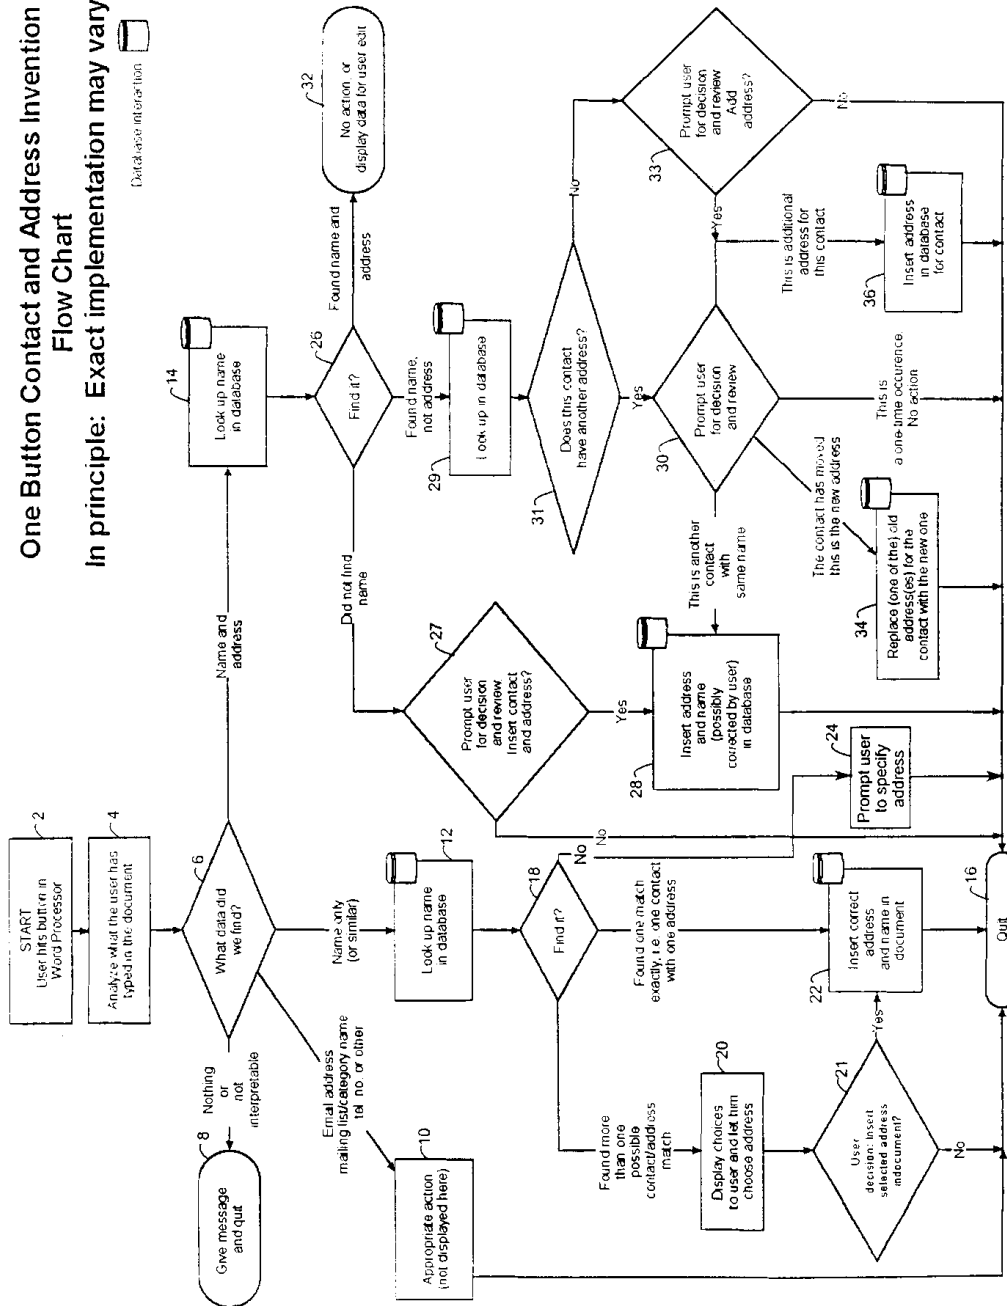 One Button Contact and Address Invention
Flow Chart
In principle: Exact implementation may vary
Database interaction
2
START
User hits button in
Word Processor
4
Analyze what the user has
typed in the document
6
What data did
we find?
Nothing
or
not
interpretable
8
Give message
and quit
Email address
mailing list/category name
tel no. or other
10
Appropriate action
(not displayed here)
Name only
(or similar)
12
Look up name
in database
Name and
address
14
Look up name
in database
18
Find it?
No
Found one match
exactly, i.e. one contact
with one address
Found more
than one
possible
contact/address
match
20
Display choices
to user and let him
choose address
21
User
decision: Insert
selected address
indocument?
Yes
No
22
Insert correct
address
and name in
document
24
Prompt user
to specify
address
16
Quit
26
Find it?
Found name and
address
32
No action or
display data for user edit
Did not find
name
27
Prompt user
for decision
and review.
Insert contact
and address?
No
Yes
28
Insert address
and name
(possibly
corrected by user)
in database
Found name,
not address
29
Look up in database
31
Does this contact
have another address?
No
Yes
33
Prompt user
for decision
and review
Add
address?
No
Yes
30
Prompt user
for decision
and review
This is another
contact
with
same name
The contact has moved
this is the new address
34
Replace (one of the) old
address(es) for the
contact with the new one
This is
a one-time occurence.
No action
This is additional
address for
this contact
36
Insert address
in database
for contact